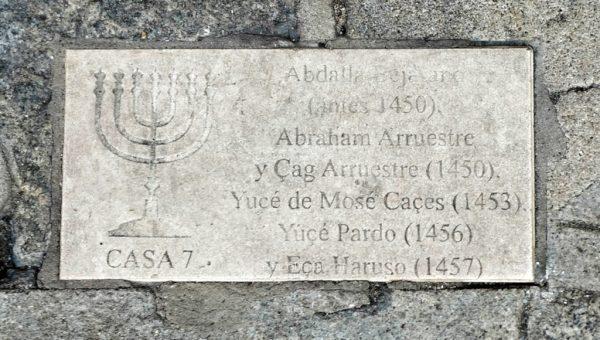 Abdalla Bejarano
(antes 1450).
Abraham Arruestre
y Çag Arruestre (1450).
Yucé de Mosé Caçes (1453).
Yucé Pardo (1456)
y Eça Haruso (1457)
CASA 7